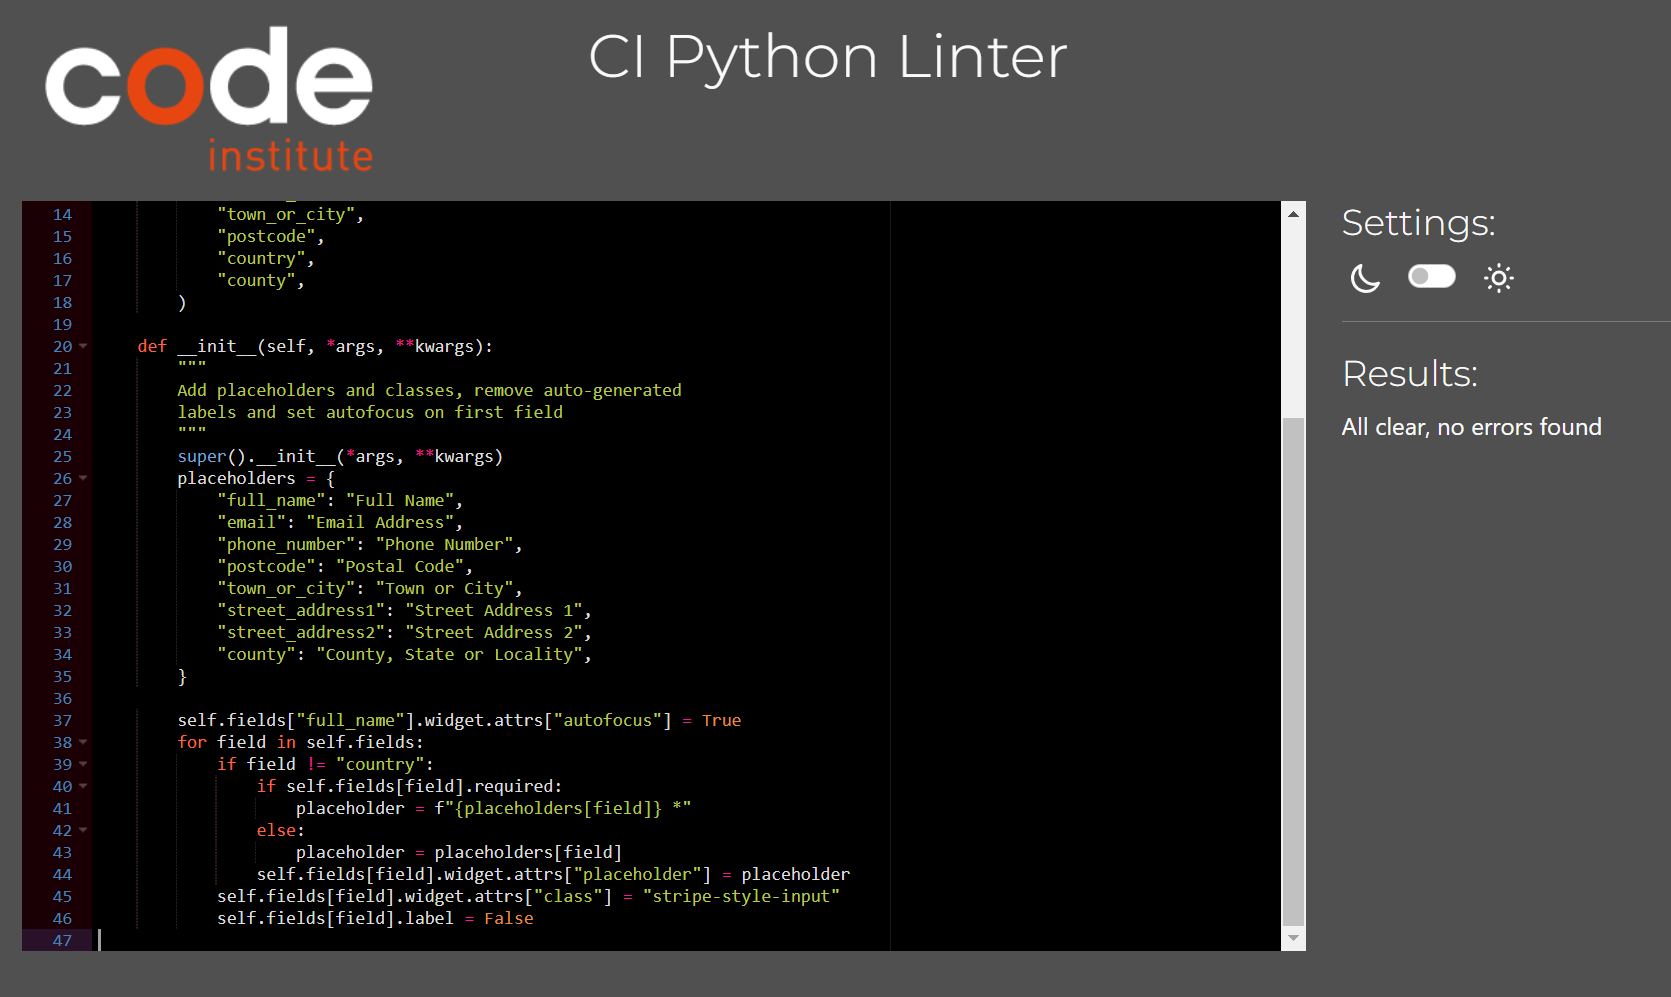 code
institute
CI Python Linter
14 "town_or_city",
15 "postcode",
16 "country",
17 "county",
18 )
19
20 def __init__(self, *args, **kwargs):
21 """
22 Add placeholders and classes, remove auto-generated
23 labels and set autofocus on first field
24 """
25 super().__init__(*args, **kwargs)
26 placeholders = {
27 "full_name": "Full Name",
28 "email": "Email Address",
29 "phone_number": "Phone Number",
30 "postcode": "Postal Code",
31 "town_or_city": "Town or City",
32 "street_address1": "Street Address 1",
33 "street_address2": "Street Address 2",
34 "county": "County, State or Locality",
35 }
36
37 self.fields["full_name"].widget.attrs["autofocus"] = True
38 for field in self.fields:
39 if field != "country":
40 if self.fields[field].required:
41 placeholder = f"{placeholders[field]} *"
42 else:
43 placeholder = placeholders[field]
44 self.fields[field].widget.attrs["placeholder"] = placeholder
45 self.fields[field].widget.attrs["class"] = "stripe-style-input"
46 self.fields[field].label = False
47
Settings:
Results:
All clear, no errors found